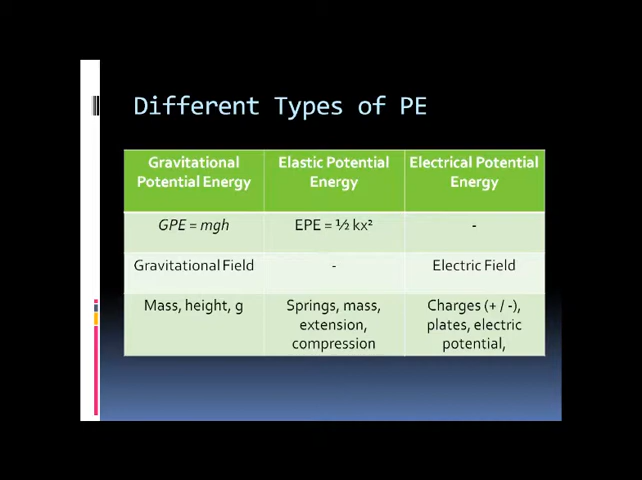 Different Types of PE
Gravitational Potential Energy
Elastic Potential Energy
Electrical Potential Energy
GPE = mgh
EPE = ½ kx²
-
Gravitational Field
-
Electric Field
Mass, height, g
Springs, mass, extension, compression
Charges (+ / -), plates, electric potential,